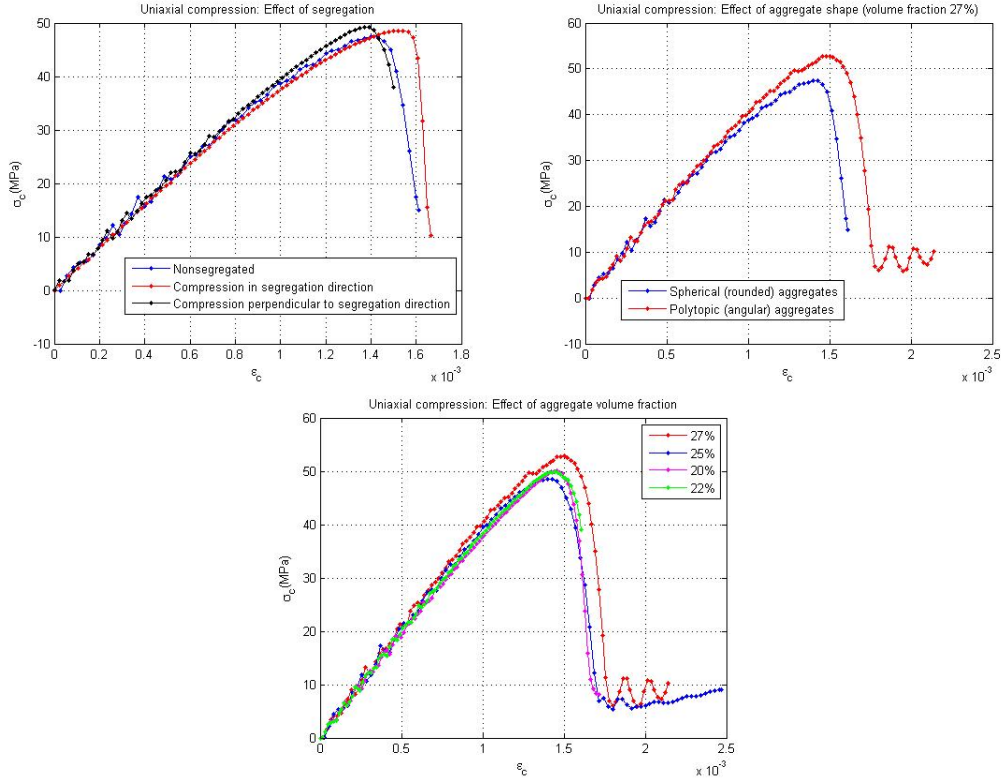 Uniaxial compression: Effect of segregation
50
40
30
20
10
0
-10
σc(MPa)
Nonsegregated
Compression in segregation direction
Compression perpendicular to segregation direction
0 0.2 0.4 0.6 0.8 1 1.2 1.4 1.6 1.8
εc
x 10-3
Uniaxial compression: Effect of aggregate shape (volume fraction 27%)
60
50
40
30
20
10
0
-10
σc(MPa)
Spherical (rounded) aggregates
Polytopic (angular) aggregates
0 0.5 1 1.5 2 2.5
εc
x 10-3
Uniaxial compression: Effect of aggregate volume fraction
60
50
40
30
20
10
0
σc(MPa)
27%
25%
20%
22%
0 0.5 1 1.5 2 2.5
εc
x 10-3